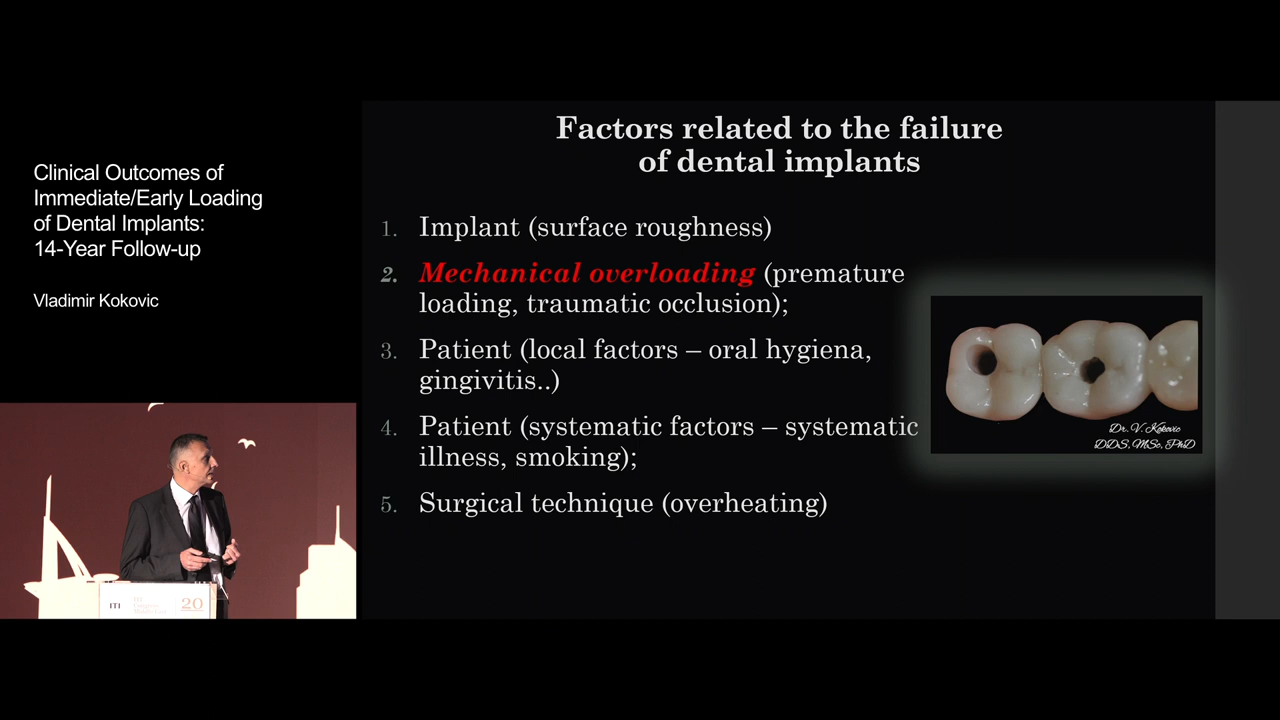 Clinical Outcomes of
Immediate/Early Loading
of Dental Implants:
14-Year Follow-up
Vladimir Kokovic
Factors related to the failure
of dental implants
1. Implant (surface roughness)
2. Mechanical overloading (premature
loading, traumatic occlusion);
3. Patient (local factors – oral hygiena,
gingivitis..)
4. Patient (systematic factors – systematic
illness, smoking);
5. Surgical technique (overheating)
Dr. V. Kokovic
DDS, MSc, PhD
ITI
20